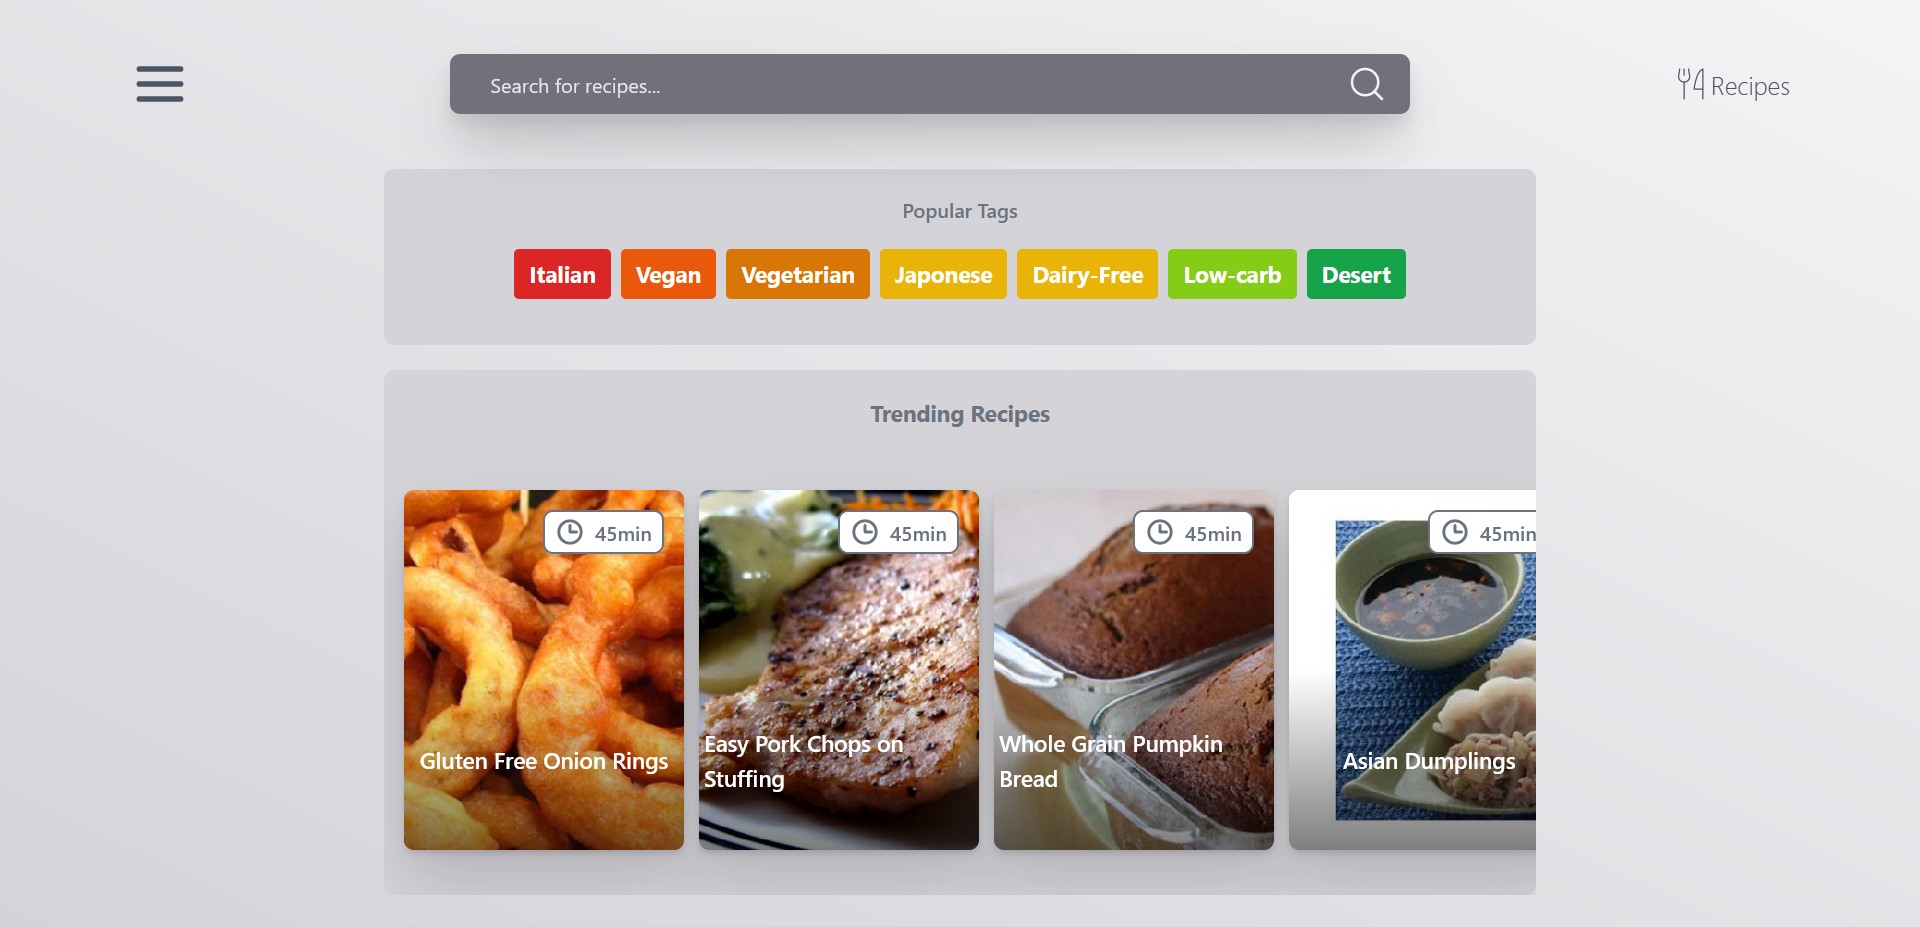 Search for recipes...
Recipes
Popular Tags
Italian
Vegan
Vegetarian
Japonese
Dairy-Free
Low-carb
Desert
Trending Recipes
45min
45min
45min
45min
Gluten Free Onion Rings
Easy Pork Chops on
Stuffing
Whole Grain Pumpkin
Bread
Asian Dumplings